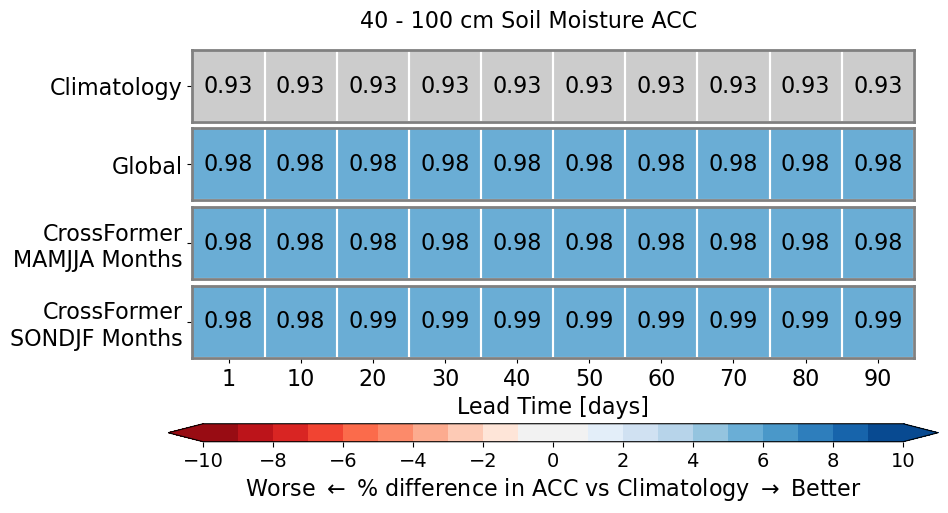 40 - 100 cm Soil Moisture ACC
Climatology 0.93 0.93 0.93 0.93 0.93 0.93 0.93 0.93 0.93 0.93
Global 0.98 0.98 0.98 0.98 0.98 0.98 0.98 0.98 0.98 0.98
CrossFormer
MAMJJA Months 0.98 0.98 0.98 0.98 0.98 0.98 0.98 0.98 0.98 0.98
CrossFormer
SONDJF Months 0.98 0.98 0.99 0.99 0.99 0.99 0.99 0.99 0.99 0.99
1 10 20 30 40 50 60 70 80 90
Lead Time [days]
−10 −8 −6 −4 −2 0 2 4 6 8 10
Worse ← % difference in ACC vs Climatology → Better